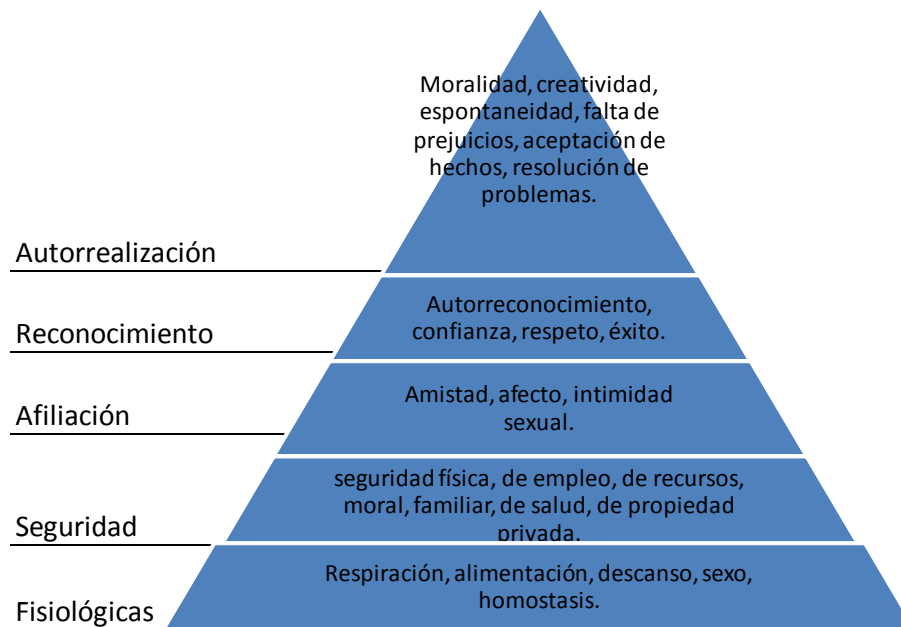 Moralidad, creatividad,
espontaneidad, falta de
prejuicios, aceptación de
hechos, resolución de
problemas.
Autorrealización
Autorreconocimiento,
confianza, respeto, éxito.
Reconocimiento
Amistad, afecto, intimidad
sexual.
Afiliación
seguridad física, de empleo, de recursos,
moral, familiar, de salud, de propiedad
privada.
Seguridad
Respiración, alimentación, descanso, sexo,
homostasis.
Fisiológicas